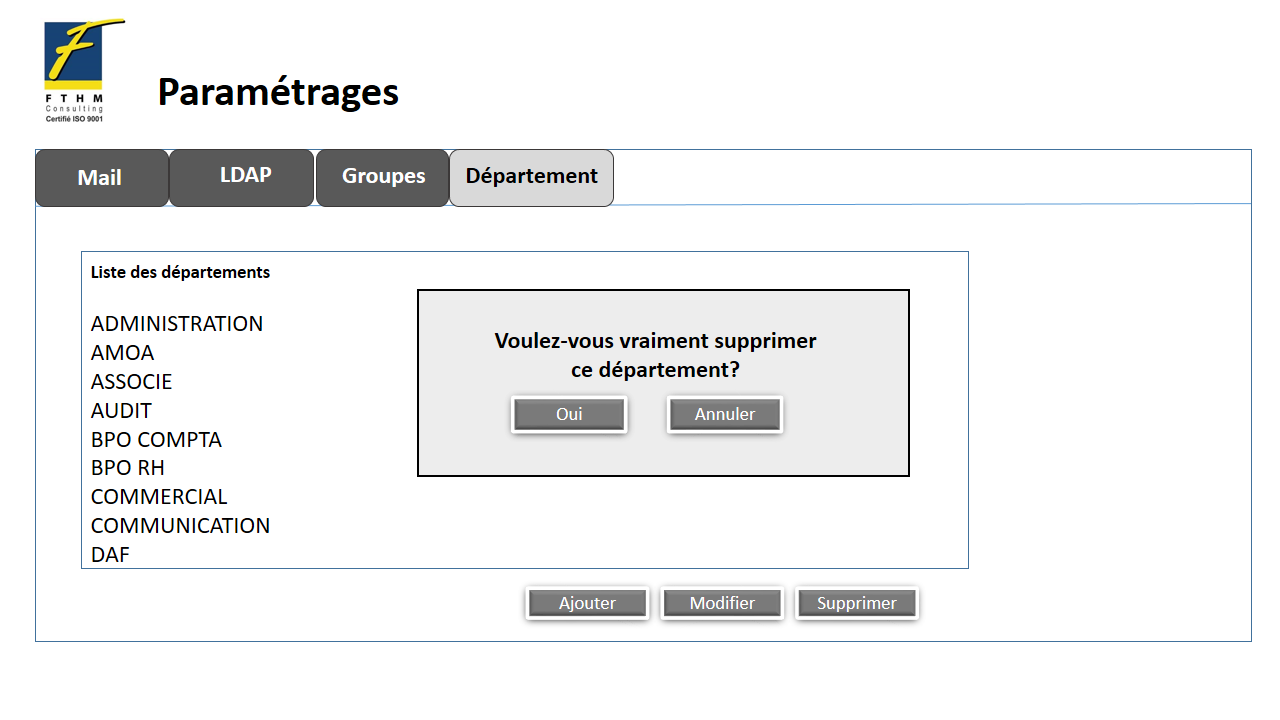 F T H M
Consulting
Certifié ISO 9001
Paramétrages
Mail
LDAP
Groupes
Département
Liste des départements
ADMINISTRATION
AMOA
ASSOCIE
AUDIT
BPO COMPTA
BPO RH
COMMERCIAL
COMMUNICATION
DAF
Voulez-vous vraiment supprimer
ce département?
Oui
Annuler
Ajouter
Modifier
Supprimer